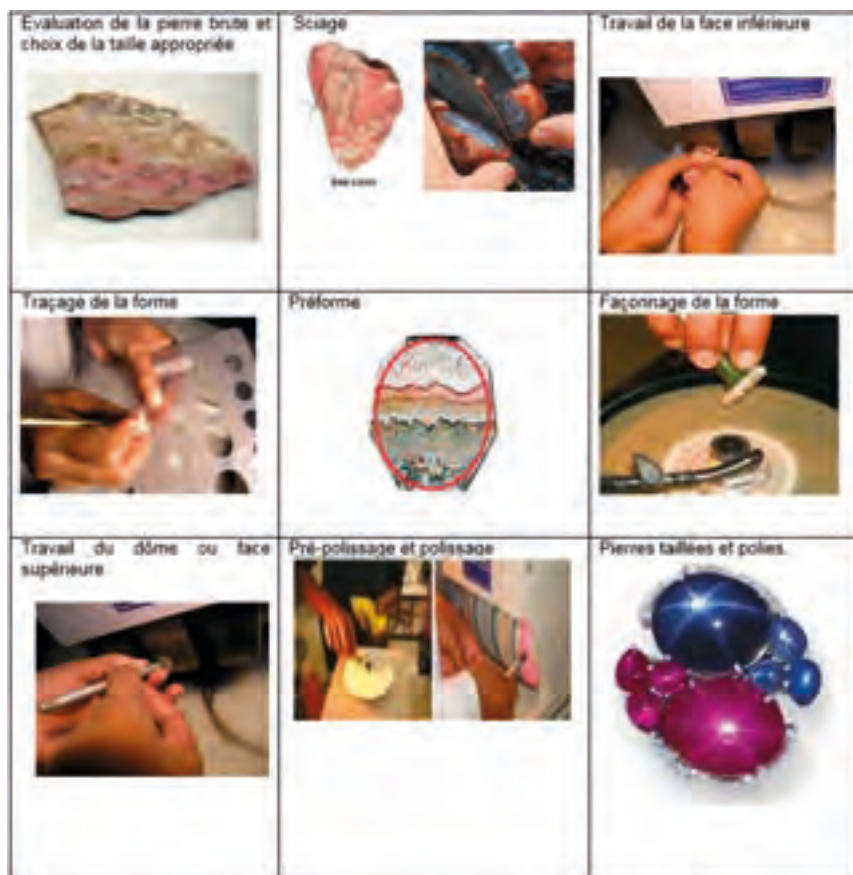 Evaluation de la pierre brute et
choix de la taille appropriée
Sciage
Travail de la face inférieure
Traçage de la forme
Préforme
Façonnage de la forme
Travail du dôme ou face
supérieure
Pré-polissage et polissage
Pierres taillées et polies.